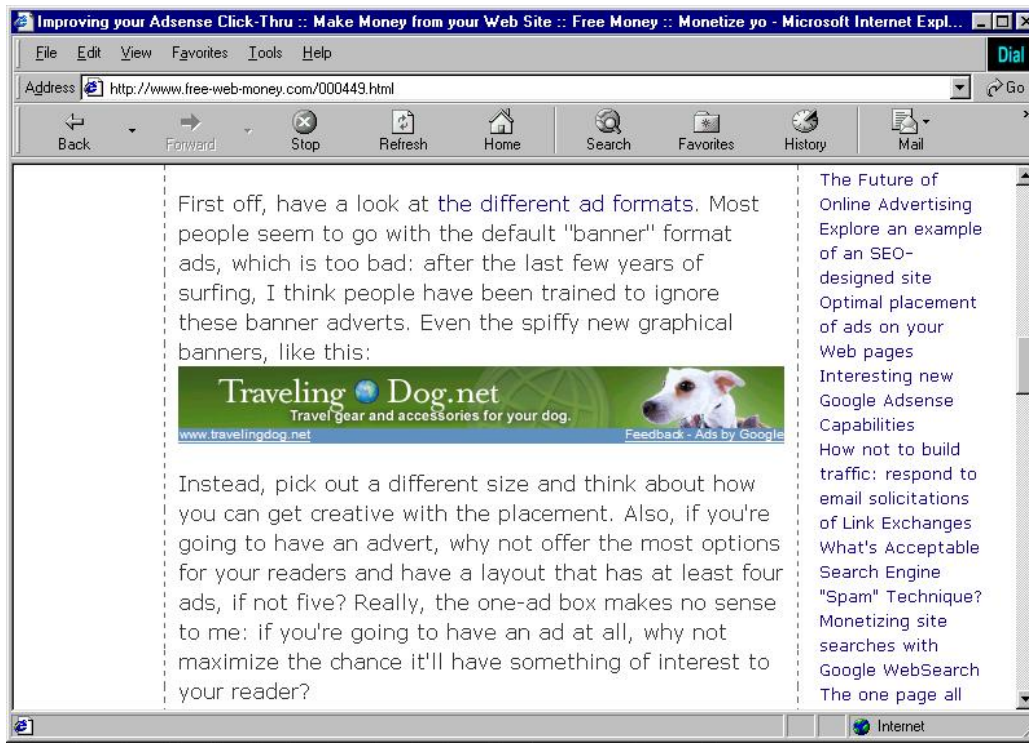 Improving your Adsense Click-Thru :: Make Money from your Web Site :: Free Money :: Monetize yo - Microsoft Internet Expl...
File Edit View Favorites Tools Help
Dial
Address http://www.free-web-money.com/000449.html Go
Back Forward Stop Refresh Home Search Favorites History Mail
First off, have a look at the different ad formats. Most
people seem to go with the default "banner" format
ads, which is too bad: after the last few years of
surfing, I think people have been trained to ignore
these banner adverts. Even the spiffy new graphical
banners, like this:
Traveling Dog.net
Travel gear and accessories for your dog.
www.travelingdog.net Feedback - Ads by Google
Instead, pick out a different size and think about how
you can get creative with the placement. Also, if you're
going to have an advert, why not offer the most options
for your readers and have a layout that has at least four
ads, if not five? Really, the one-ad box makes no sense
to me: if you're going to have an ad at all, why not
maximize the chance it'll have something of interest to
your reader?
The Future of
Online Advertising
Explore an example
of an SEO-
designed site
Optimal placement
of ads on your
Web pages
Interesting new
Google Adsense
Capabilities
How not to build
traffic: respond to
email solicitations
of Link Exchanges
What's Acceptable
Search Engine
"Spam" Technique?
Monetizing site
searches with
Google WebSearch
The one page all
Internet